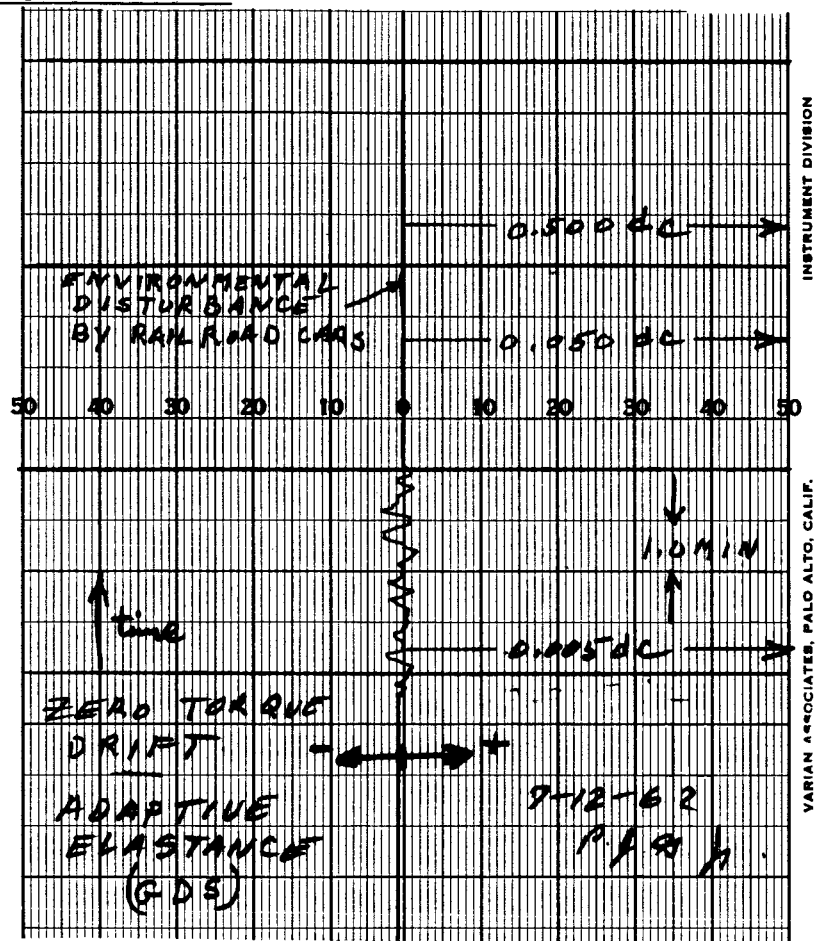 0.500 dc
ENVIRONMENTAL
DISTURBANCE
BY RAILROAD CARS
0.050 dc
50 40 30 20 10 0 10 20 30 40 50
1.0 MIN
time
0.005 dc
ZERO TORQUE
DRIFT
- +
ADAPTIVE
ELASTANCE
(GDS)
7-12-62
INSTRUMENT DIVISION
VARIAN ASSOCIATES, PALO ALTO, CALIF.